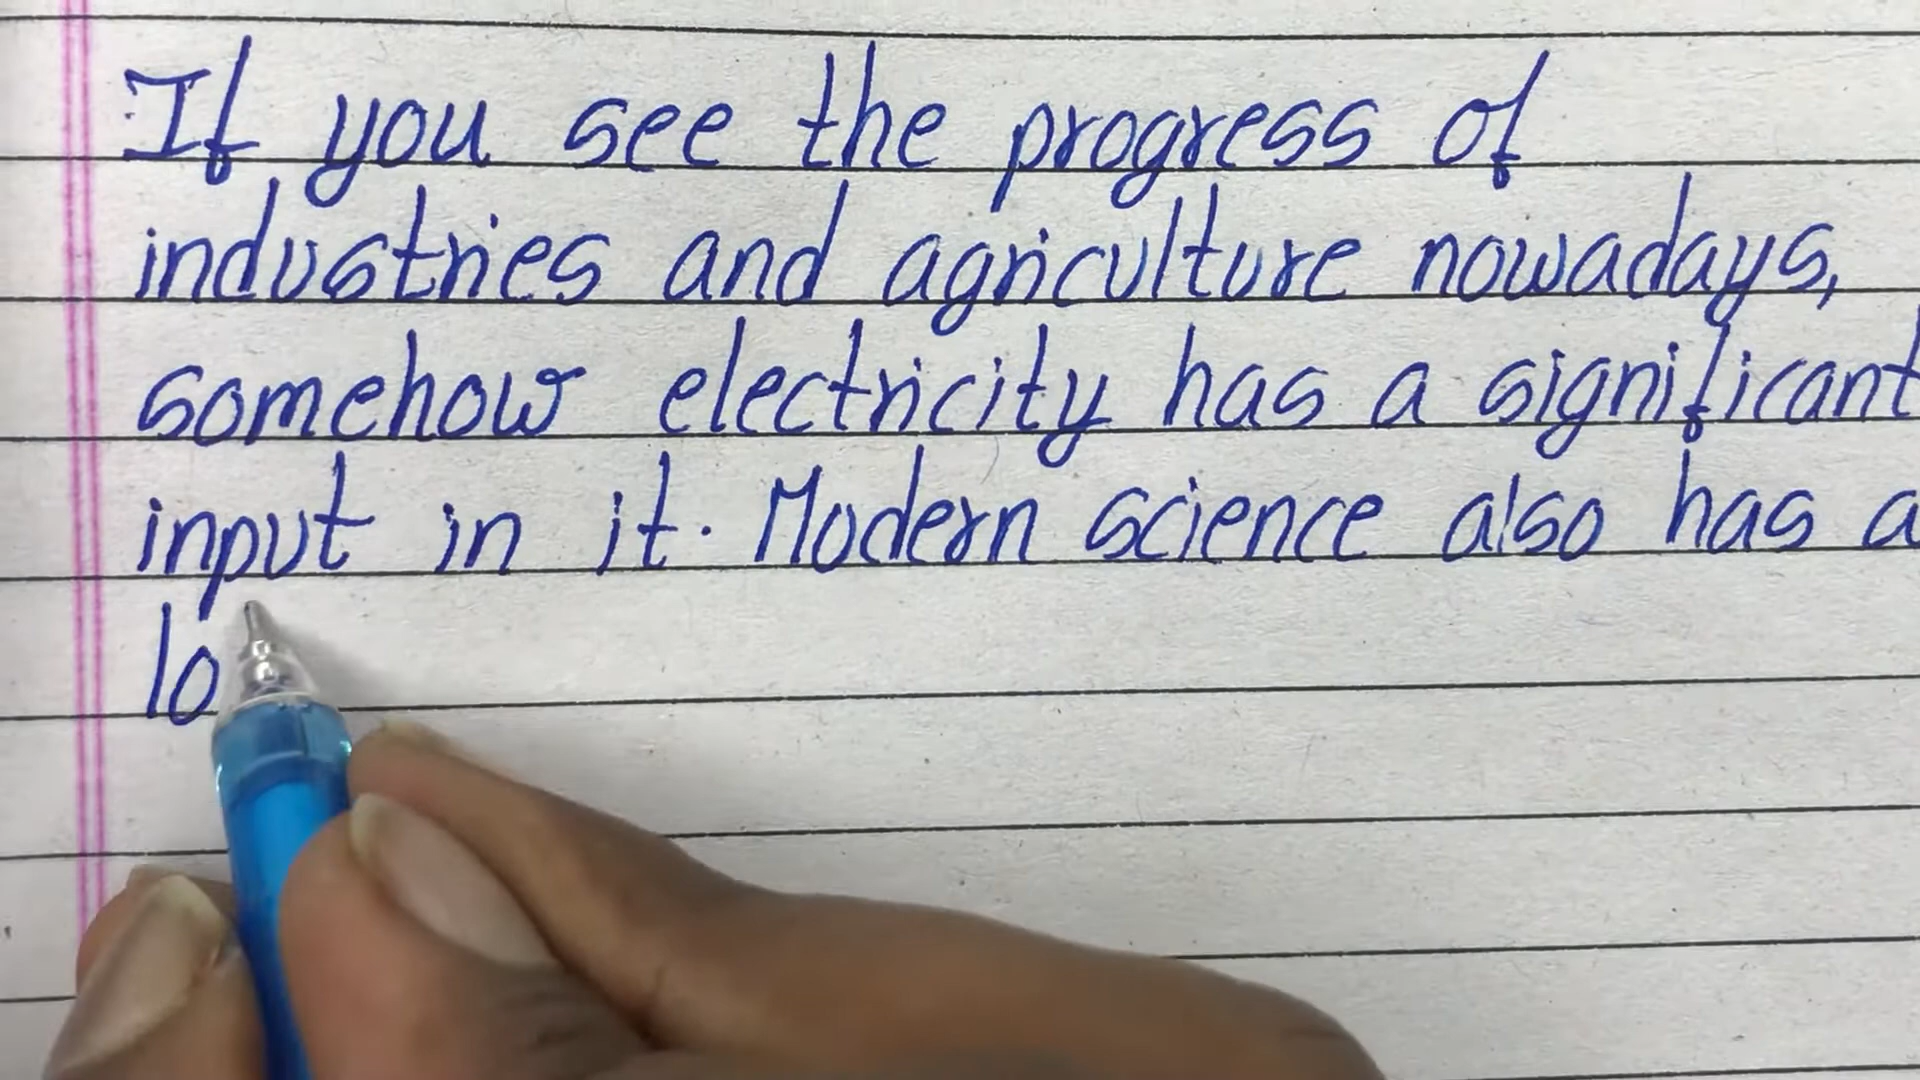 If you see the progress of
industries and agriculture nowadays,
somehow electricity has a significant
input in it. Modern science also has a
lo